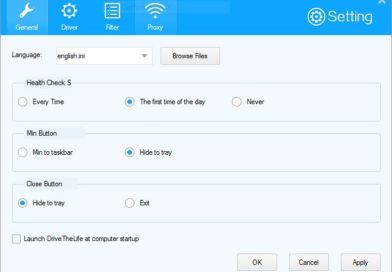 General Driver Filter Proxy Setting
Language: english.ini Browse Files
Health Check S
Every Time The first time of the day Never
Min Button
Min to taskbar Hide to tray
Close Button
Hide to tray Exit
Launch DriveTheLife at computer startup
OK Cancel Apply